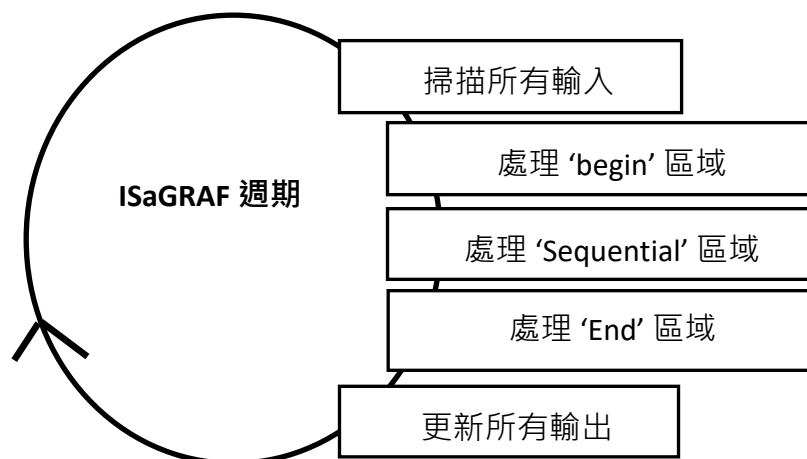 掃描所有輸入
處理 ‘begin’ 區域
ISaGRAF 週期
處理 ‘Sequential’ 區域
處理 ‘End’ 區域
更新所有輸出